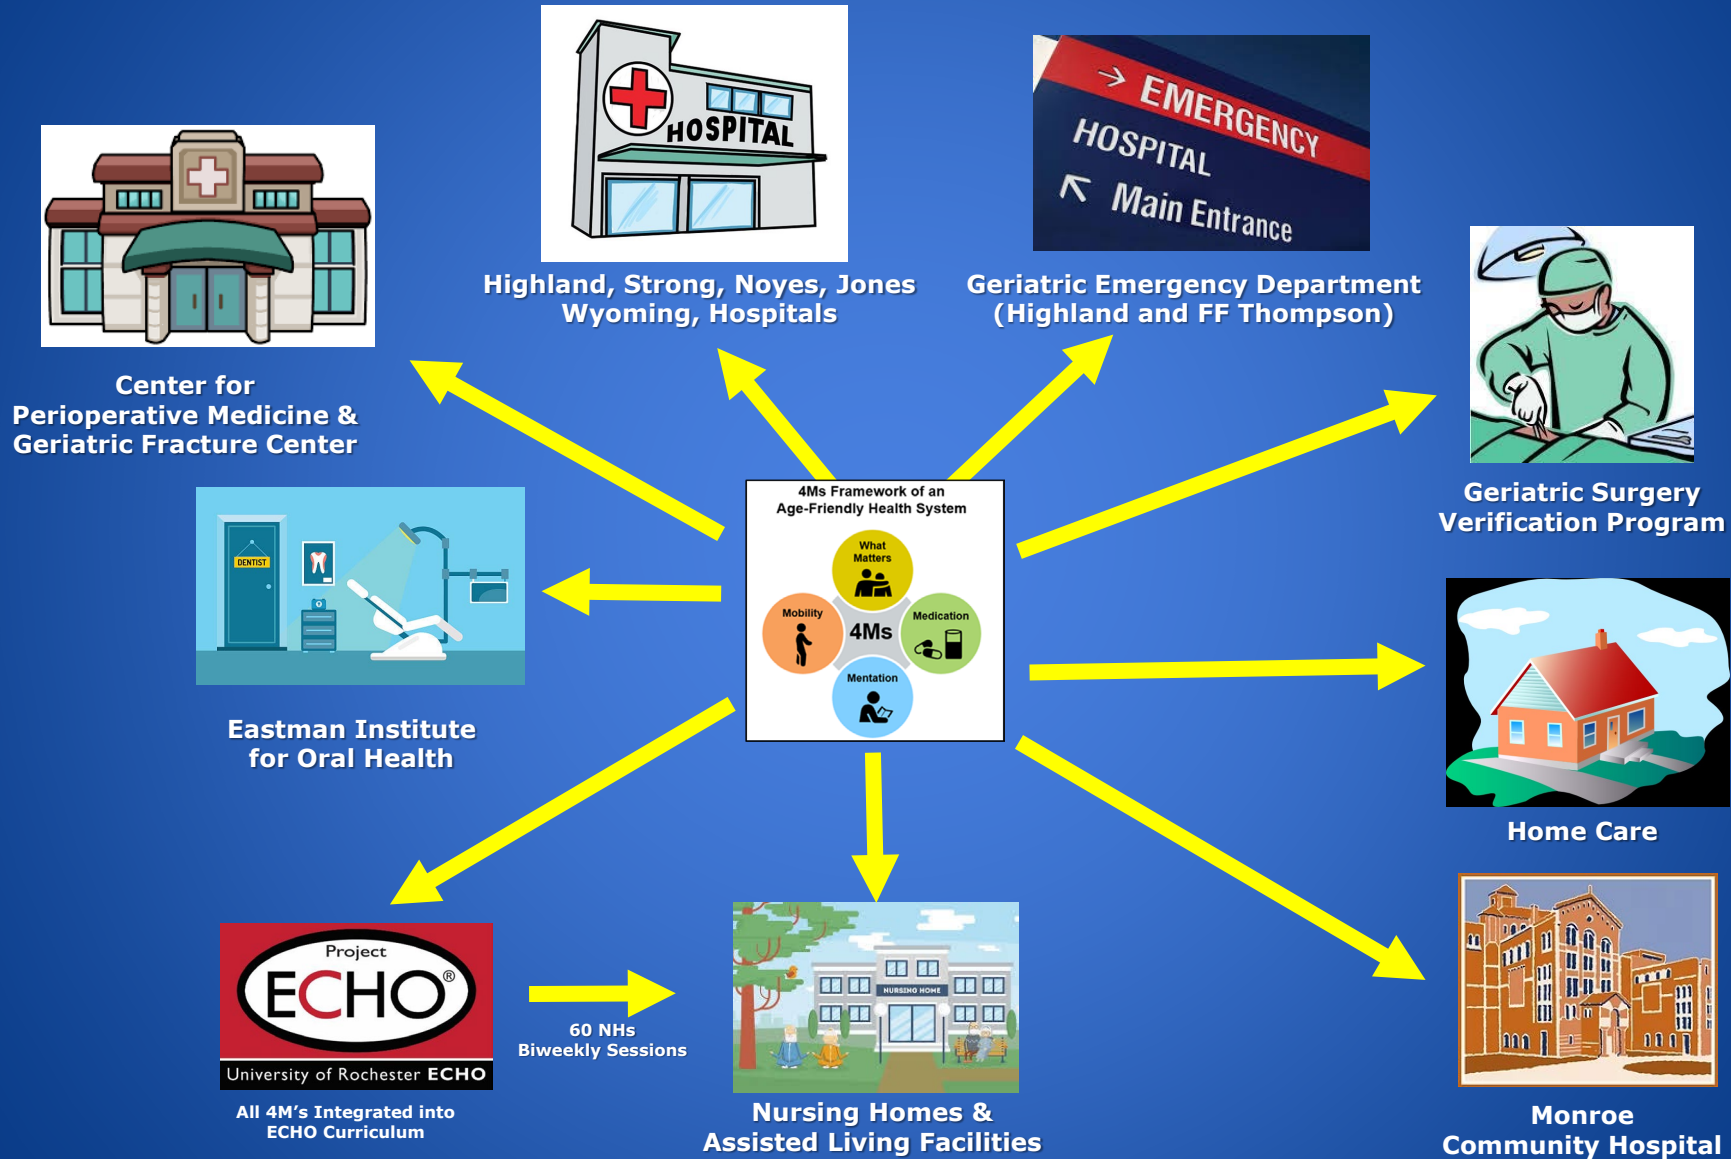 HOSPITAL
Highland, Strong, Noyes, Jones
Wyoming, Hospitals
→ EMERGENCY
HOSPITAL
↖ Main Entrance
Geriatric Emergency Department
(Highland and FF Thompson)
Center for
Perioperative Medicine &
Geriatric Fracture Center
Geriatric Surgery
Verification Program
4Ms Framework of an
Age-Friendly Health System
What
Matters
Mobility
4Ms
Medication
Mentation
DENTIST
Eastman Institute
for Oral Health
Home Care
Project
ECHO®
University of Rochester ECHO
All 4M’s Integrated into
ECHO Curriculum
60 NHs
Biweekly Sessions
NURSING HOME
Nursing Homes &
Assisted Living Facilities
Monroe
Community Hospital